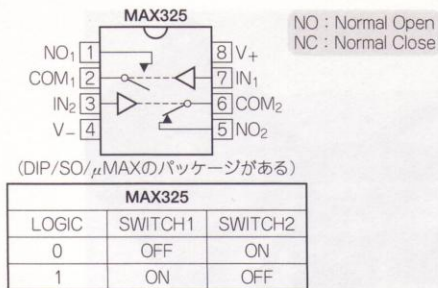 MAX325
NO : Normal Open
NC : Normal Close
NO₁ 1
8 V₊
COM₁ 2
7 IN₁
IN₂ 3
6 COM₂
V₋ 4
5 NO₂
(DIP/SO/μMAXのパッケージがある)
MAX325
LOGIC SWITCH1 SWITCH2
0 OFF ON
1 ON OFF